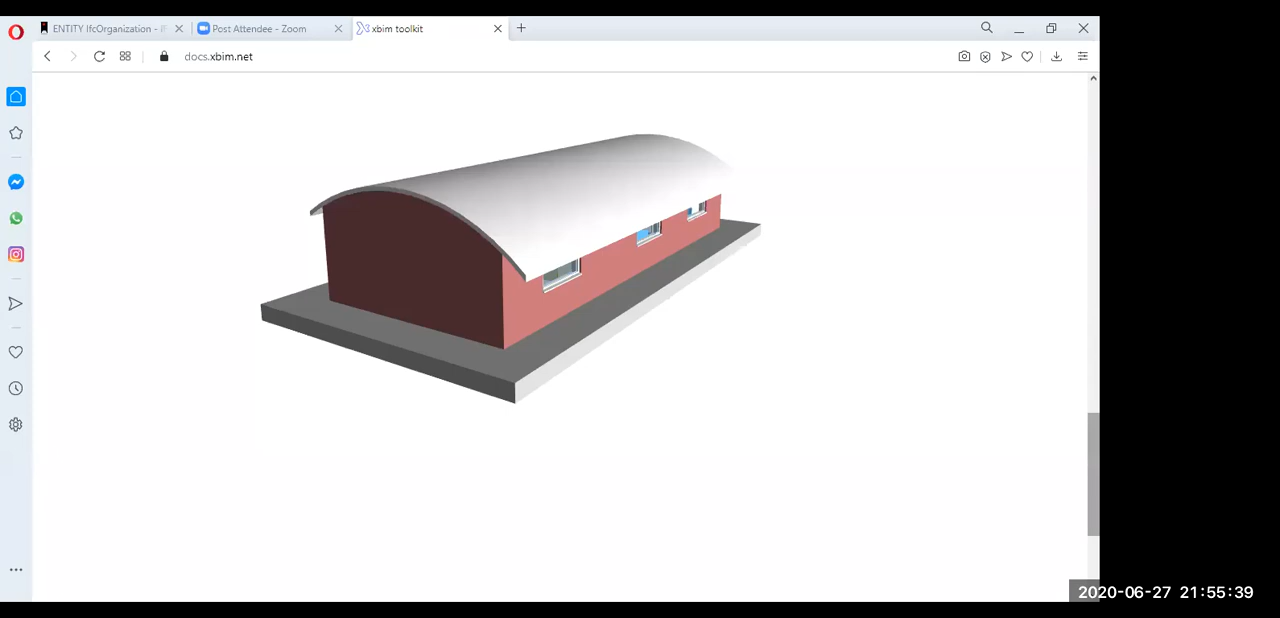 ENTITY IfcOrganization - IF
Post Attendee - Zoom
xbim toolkit
docs.xbim.net
2020-06-27 21:55:39